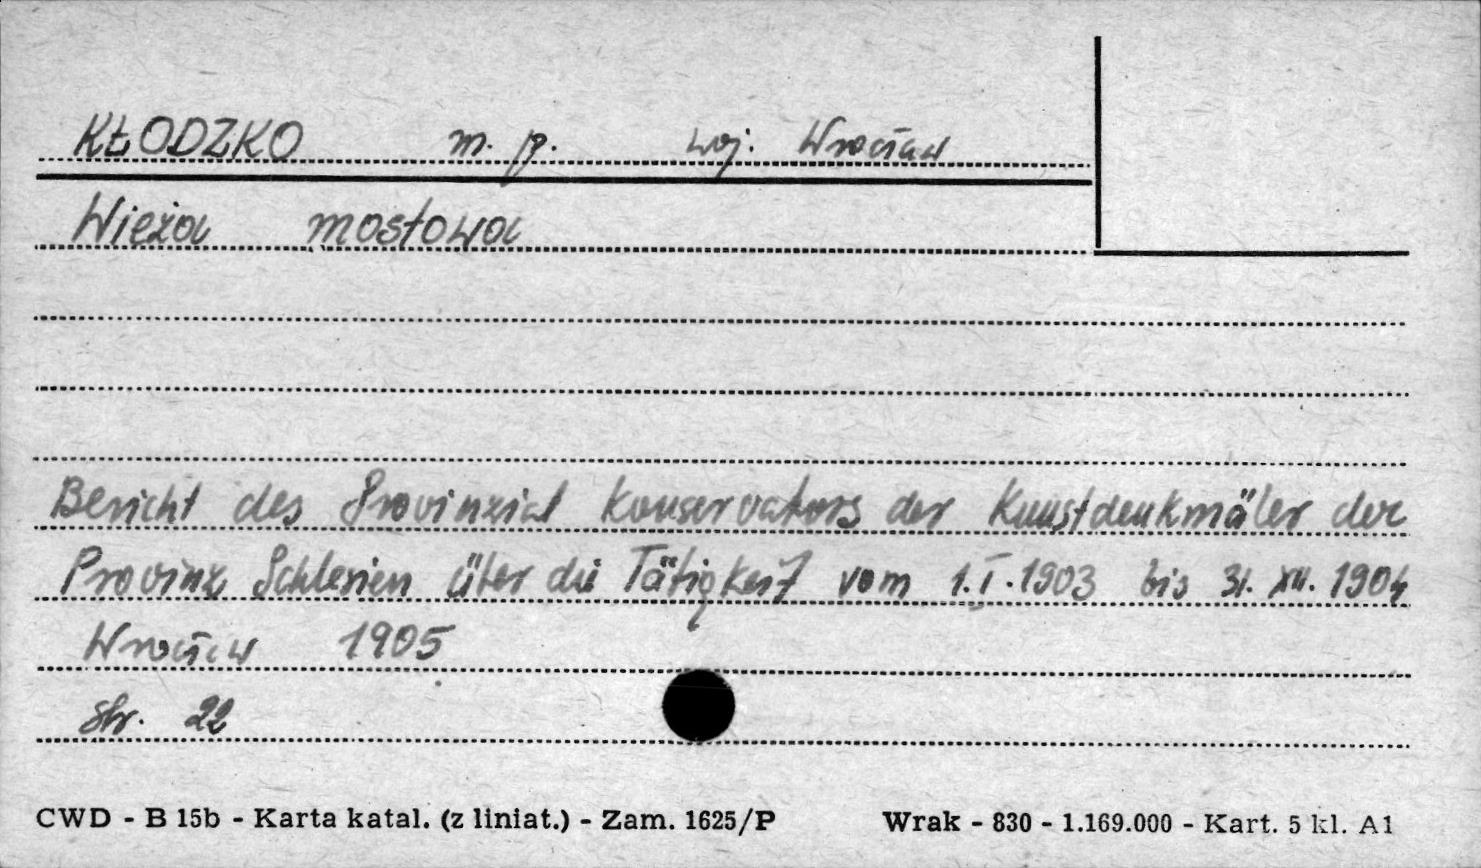 KŁODZKO m. p. woj. Wrocław
Wieża mostowa
Bericht des Provinzial Konservators der Kunstdenkmäler der
Provinz Schlesien über die Tätigkeit vom 1.I.1903 bis 31.XII.1904
Wrocław 1905
str. 22
CWD - B 15b - Karta katal. (z liniat.) - Zam. 1625/P Wrak - 830 - 1.169.000 - Kart. 5 kl. A1